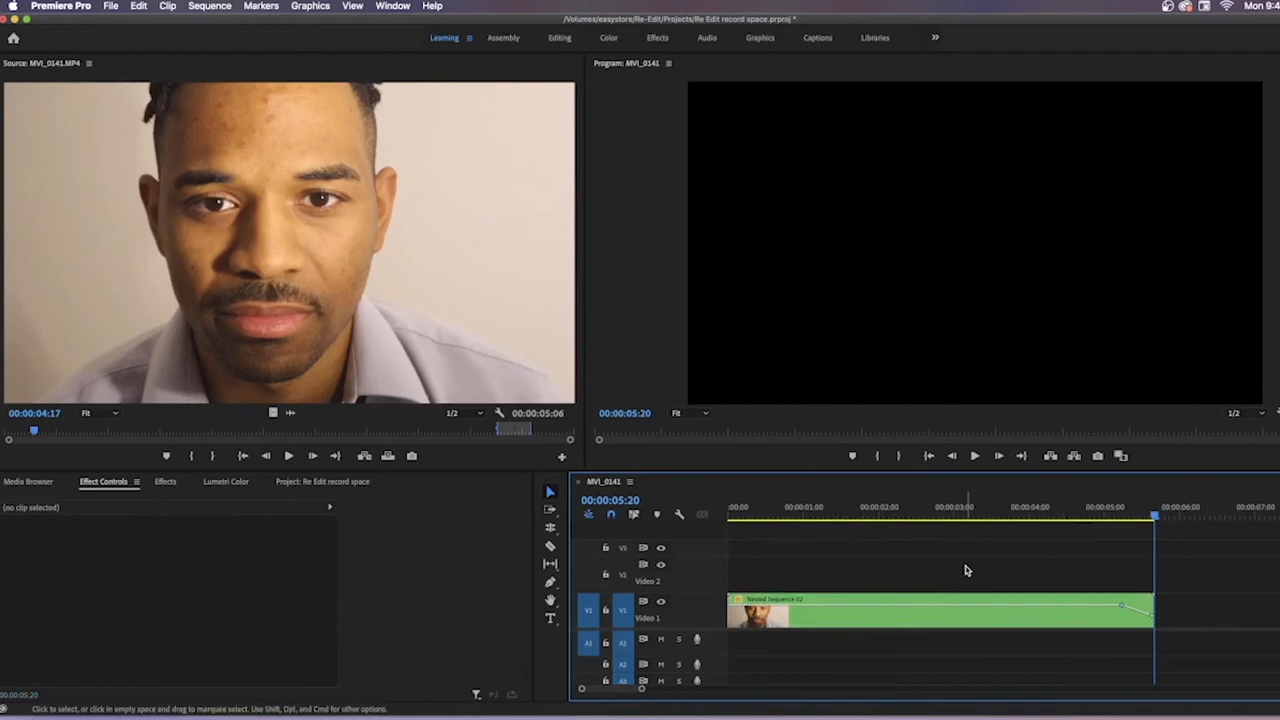 Premiere Pro File Edit Clip Sequence Markers Graphics View Window Help Mon 9:4
/Volumes/easystore/Re-Edit/Projects/Re Edit record space.prproj *
Learning Assembly Editing Color Effects Audio Graphics Captions Libraries
Source: MVI_0141.MP4 Program: MVI_0141
00:00:04:17 Fit 1/2 00:00:05:06 00:00:05:20 Fit 1/2
Media Browser Effect Controls Effects Lumetri Color Project: Re Edit record space MVI_0141
00:00:05:20
(no clip selected) :00:00 00:00:01:00 00:00:02:00 00:00:03:00 00:00:04:00 00:00:05:00 00:00:06:00 00:00:07:00
V3
V2 Video 2
Nested Sequence 02
V1 V1 Video 1
A1 A1 M S
A2 M S
A3 M S
00:00:05:20
Click to select, or click in empty space and drag to marquee select. Use Shift, Opt, and Cmd for other options.